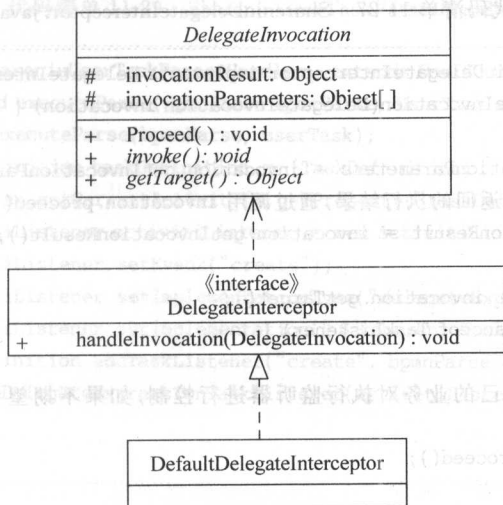 DelegateInvocation
# invocationResult: Object
# invocationParameters: Object[ ]
+ Proceed() : void
+ invoke() : void
+ getTarget() : Object
《interface》
DelegateInterceptor
+ handleInvocation(DelegateInvocation) : void
DefaultDelegateInterceptor